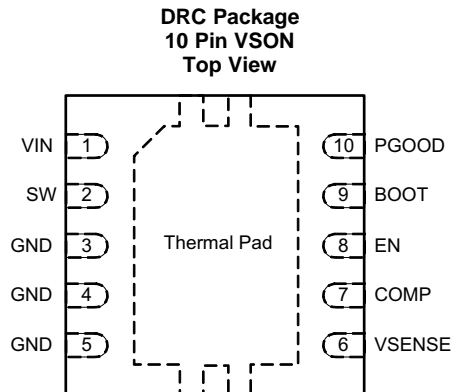 DRC Package
10 Pin VSON
Top View
VIN 1 10 PGOOD
SW 2 9 BOOT
GND 3 Thermal Pad 8 EN
GND 4 7 COMP
GND 5 6 VSENSE